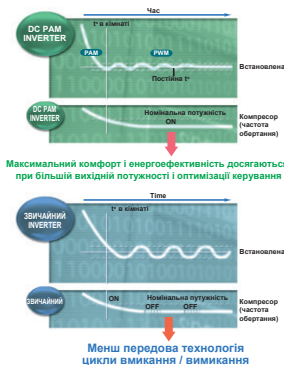 Час
DC PAM
INVERTER
t° в кімнаті
PAM
PWM
Постійна t°
Встановлена
DC PAM
INVERTER
Номінальна потужність
ON
Компресор
(частота
обертання)
Максимальний комфорт і енергоефективність досягаються
при більшій вихідній потужності і оптимізації керування
Time
ЗВИЧАЙНИЙ
INVERTER
t° в кімнаті
Встановлена
ЗВИЧАЙНИЙ
ON
Номінальна путужність
OFF
OFF
Компресор
(частота
обертання)
Менш передова технологія
цикли вмикання / вимикання